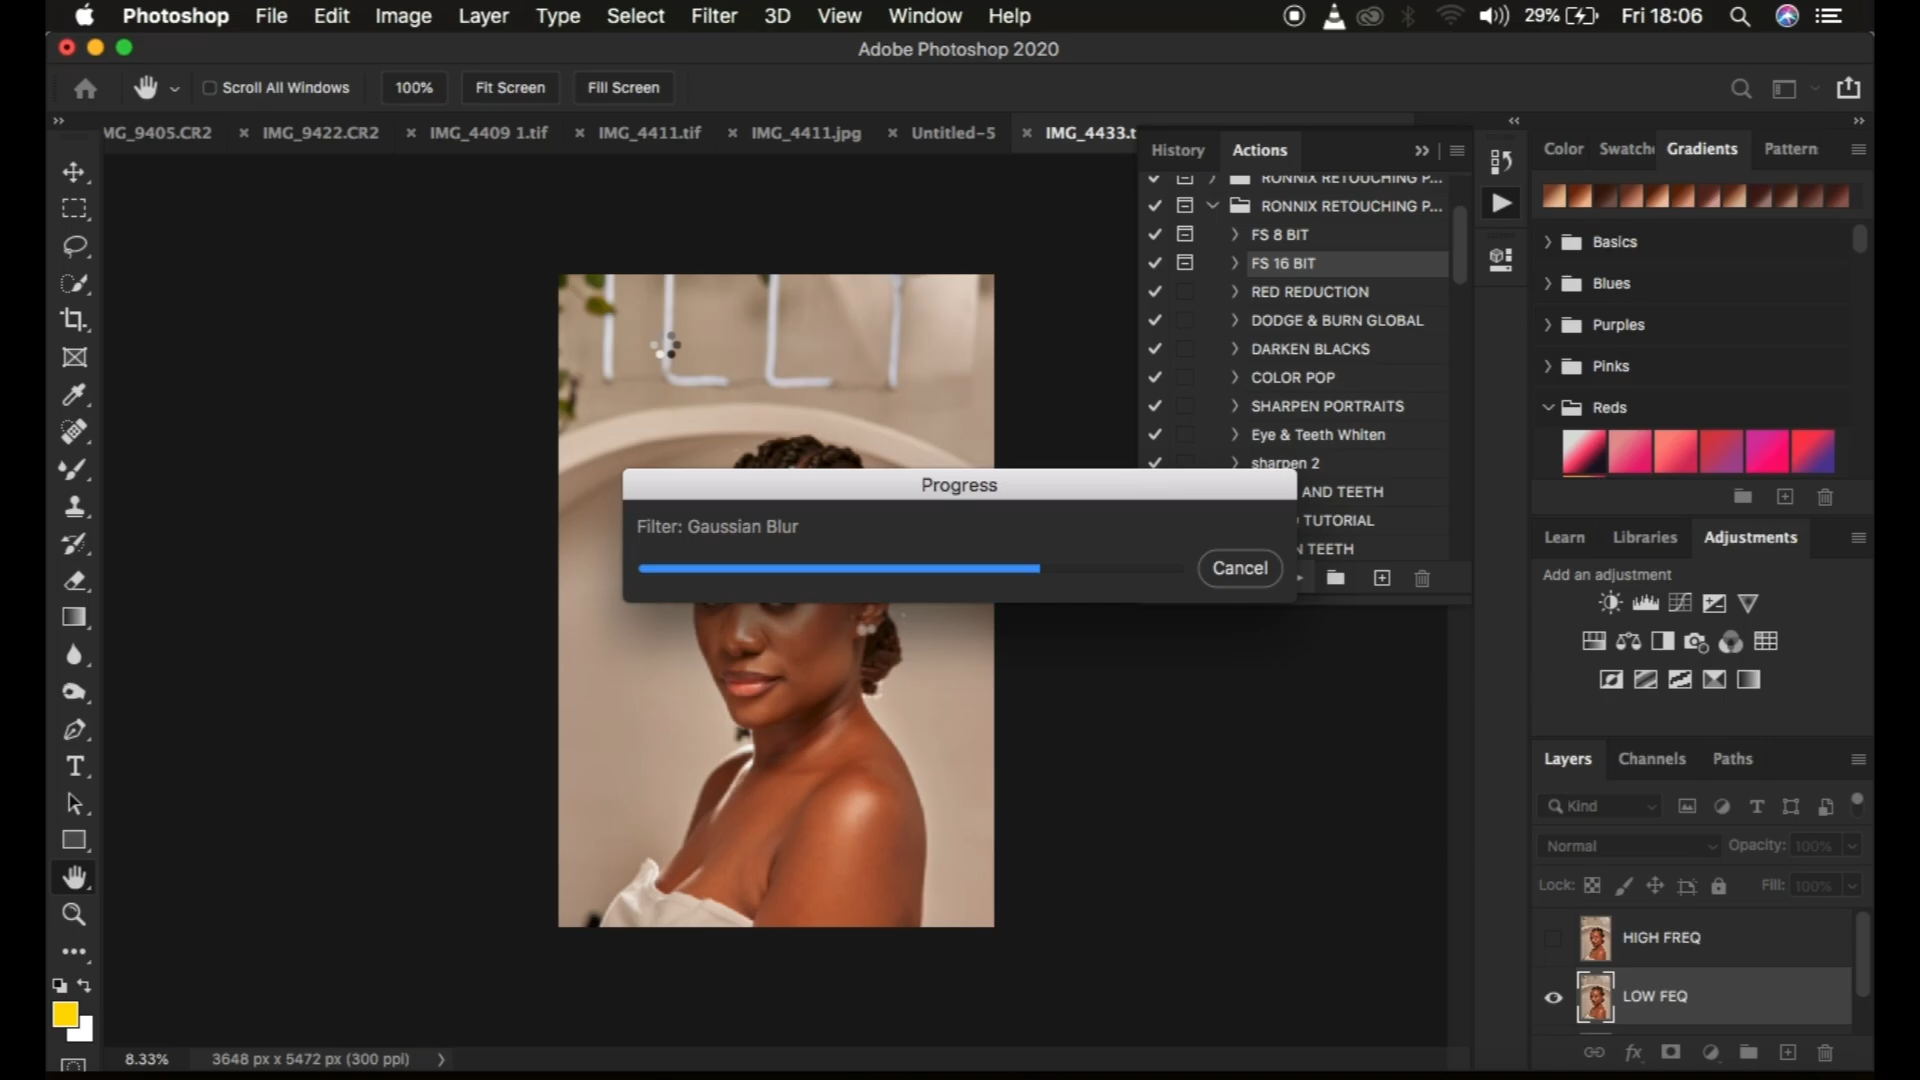 Photoshop File Edit Image Layer Type Select Filter 3D View Window Help 29% Fri 18:06
Adobe Photoshop 2020
Scroll All Windows 100% Fit Screen Fill Screen
MG_9405.CR2 × IMG_9422.CR2 × IMG_4409 1.tif × IMG_4411.tif × IMG_4411.jpg × Untitled-5 × IMG_4433.t
History Actions
RONNIX RETOUCHING P...
RONNIX RETOUCHING P...
FS 8 BIT
FS 16 BIT
RED REDUCTION
DODGE & BURN GLOBAL
DARKEN BLACKS
COLOR POP
SHARPEN PORTRAITS
Eye & Teeth Whiten
sharpen 2
AND TEETH
TUTORIAL
N TEETH
Color Swatche Gradients Pattern
Basics
Blues
Purples
Pinks
Reds
Progress
Filter: Gaussian Blur
Cancel
Learn Libraries Adjustments
Add an adjustment
Layers Channels Paths
Kind
Normal Opacity: 100%
Lock: Fill: 100%
HIGH FREQ
LOW FEQ
fx
8.33% 3648 px x 5472 px (300 ppi)